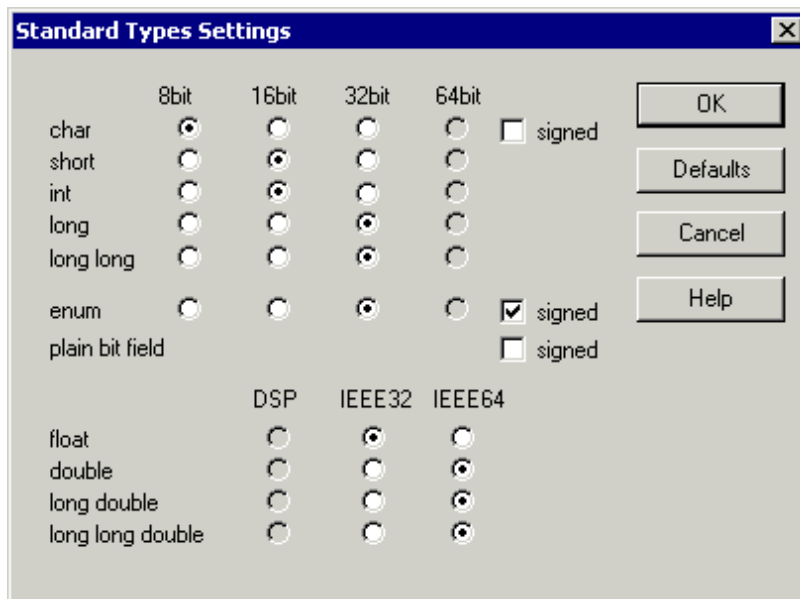 Standard Types Settings
8bit 16bit 32bit 64bit
char signed
short
int
long
long long
enum signed
plain bit field signed
DSP IEEE32 IEEE64
float
double
long double
long long double
OK
Defaults
Cancel
Help